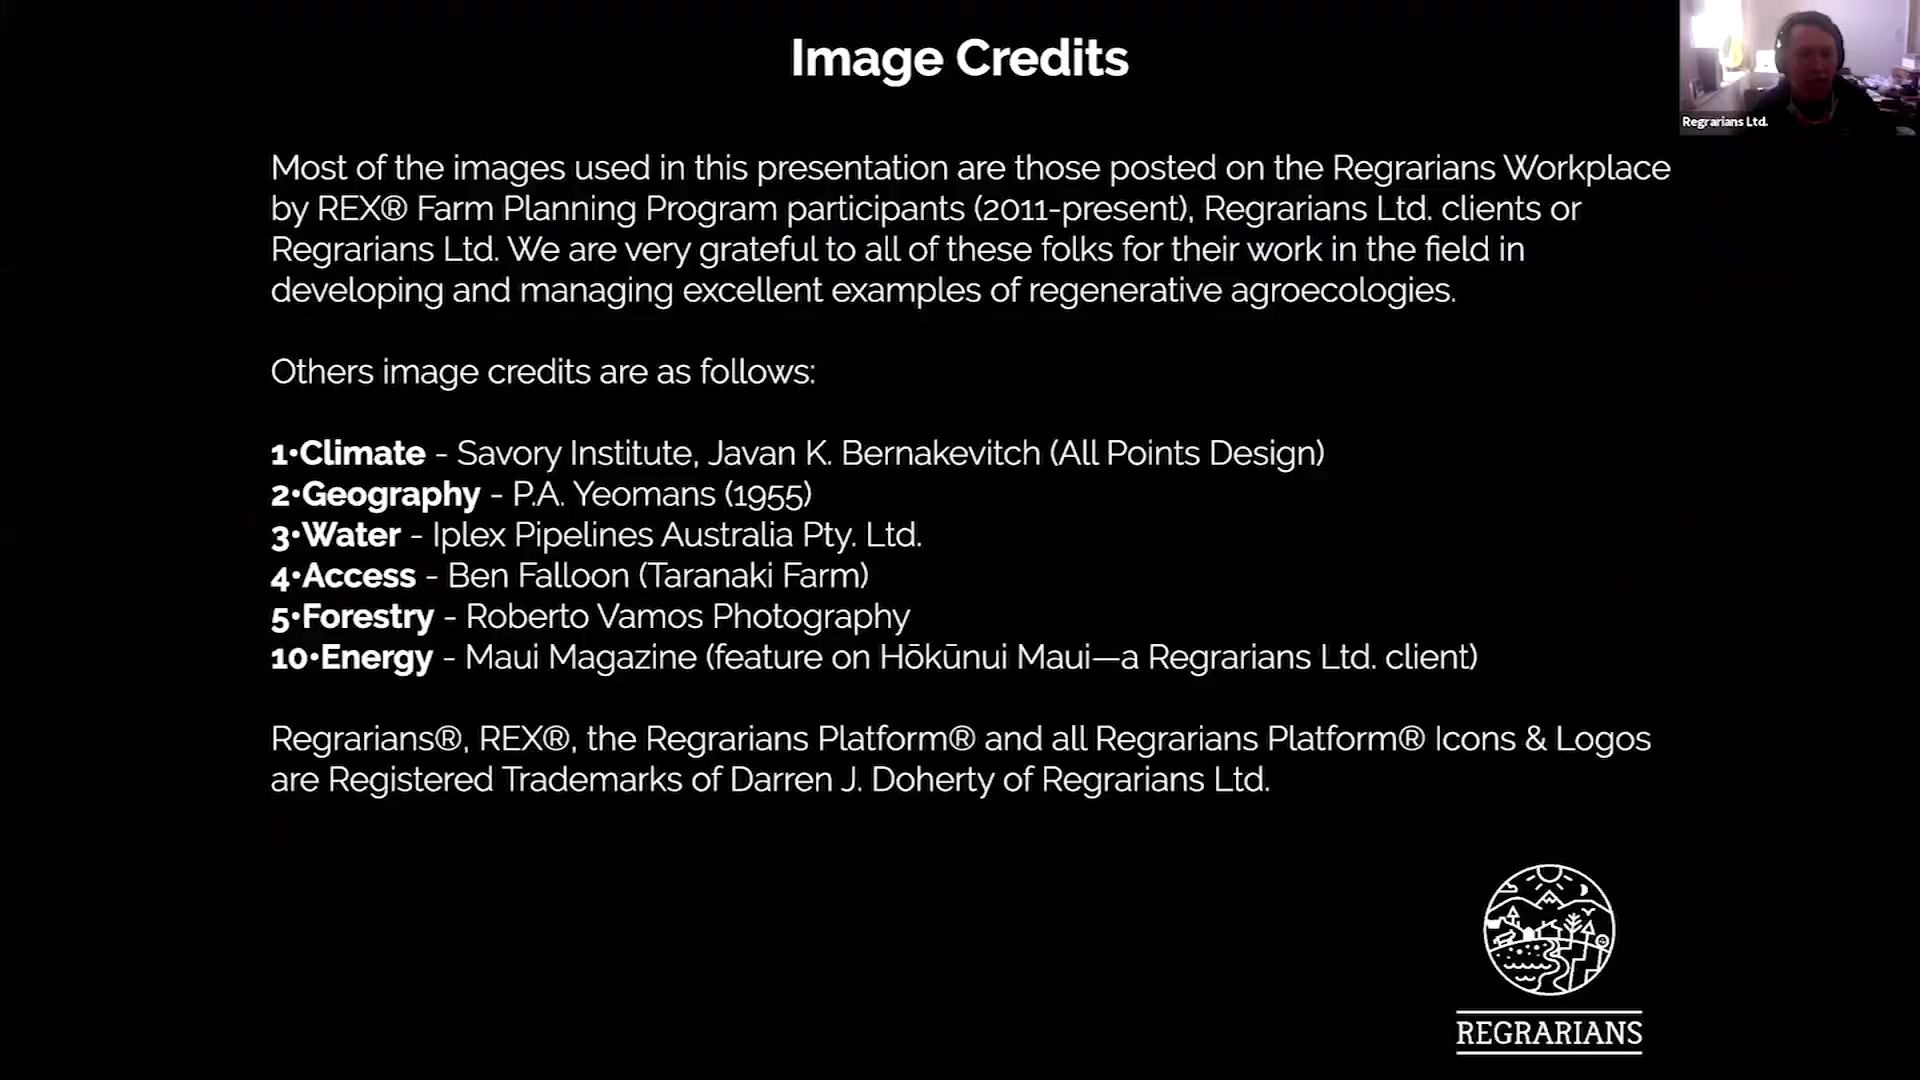 Image Credits
Regrarians Ltd.
Most of the images used in this presentation are those posted on the Regrarians Workplace
by REX® Farm Planning Program participants (2011-present), Regrarians Ltd. clients or
Regrarians Ltd. We are very grateful to all of these folks for their work in the field in
developing and managing excellent examples of regenerative agroecologies.
Others image credits are as follows:
1•Climate - Savory Institute, Javan K. Bernakevitch (All Points Design)
2•Geography - P.A. Yeomans (1955)
3•Water - Iplex Pipelines Australia Pty. Ltd.
4•Access - Ben Falloon (Taranaki Farm)
5•Forestry - Roberto Vamos Photography
10•Energy - Maui Magazine (feature on Hōkūnui Maui—a Regrarians Ltd. client)
Regrarians®, REX®, the Regrarians Platform® and all Regrarians Platform® Icons & Logos
are Registered Trademarks of Darren J. Doherty of Regrarians Ltd.
REGRARIANS